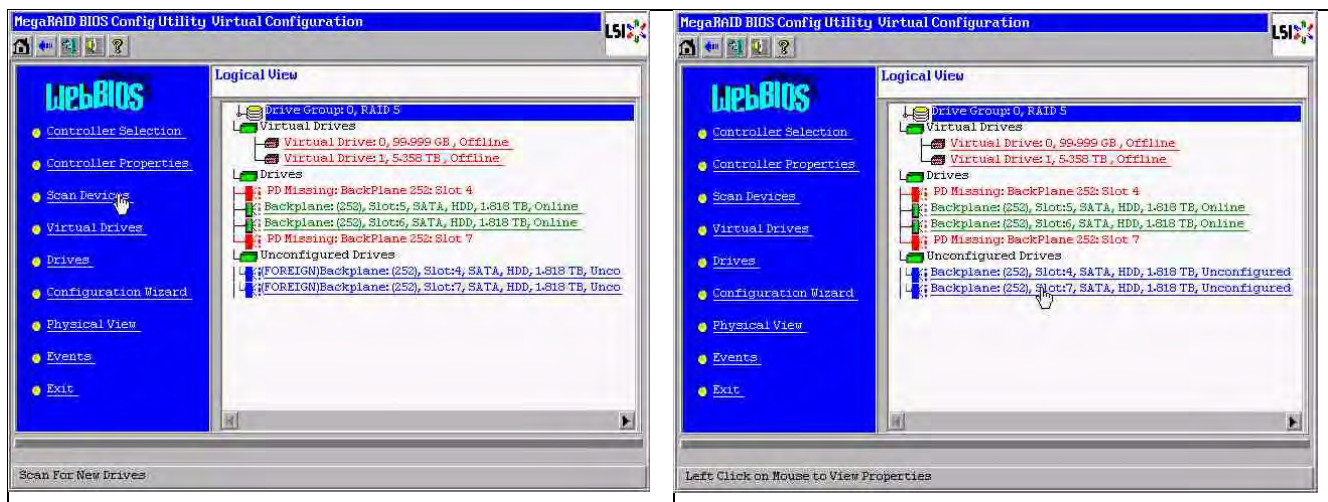 MegaRAID BIOS Config Utility Virtual Configuration
LSI
WebBIOS
Controller Selection
Controller Properties
Scan Devices
Virtual Drives
Drives
Configuration Wizard
Physical View
Events
Exit
Logical View
Drive Group: 0, RAID 5
Virtual Drives
Virtual Drive: 0, 99.999 GB , Offline
Virtual Drive: 1, 5.358 TB , Offline
Drives
PD Missing: BackPlane 252: Slot 4
Backplane: (252), Slot:5, SATA, HDD, 1.818 TB, Online
Backplane: (252), Slot:6, SATA, HDD, 1.818 TB, Online
PD Missing: BackPlane 252: Slot 7
Unconfigured Drives
(FOREIGN)Backplane: (252), Slot:4, SATA, HDD, 1.818 TB, Unco
(FOREIGN)Backplane: (252), Slot:7, SATA, HDD, 1.818 TB, Unco
Scan For New Drives
MegaRAID BIOS Config Utility Virtual Configuration
LSI
WebBIOS
Controller Selection
Controller Properties
Scan Devices
Virtual Drives
Drives
Configuration Wizard
Physical View
Events
Exit
Logical View
Drive Group: 0, RAID 5
Virtual Drives
Virtual Drive: 0, 99.999 GB , Offline
Virtual Drive: 1, 5.358 TB , Offline
Drives
PD Missing: BackPlane 252: Slot 4
Backplane: (252), Slot:5, SATA, HDD, 1.818 TB, Online
Backplane: (252), Slot:6, SATA, HDD, 1.818 TB, Online
PD Missing: BackPlane 252: Slot 7
Unconfigured Drives
Backplane: (252), Slot:4, SATA, HDD, 1.818 TB, Unconfigured
Backplane: (252), Slot:7, SATA, HDD, 1.818 TB, Unconfigured
Left Click on Mouse to View Properties